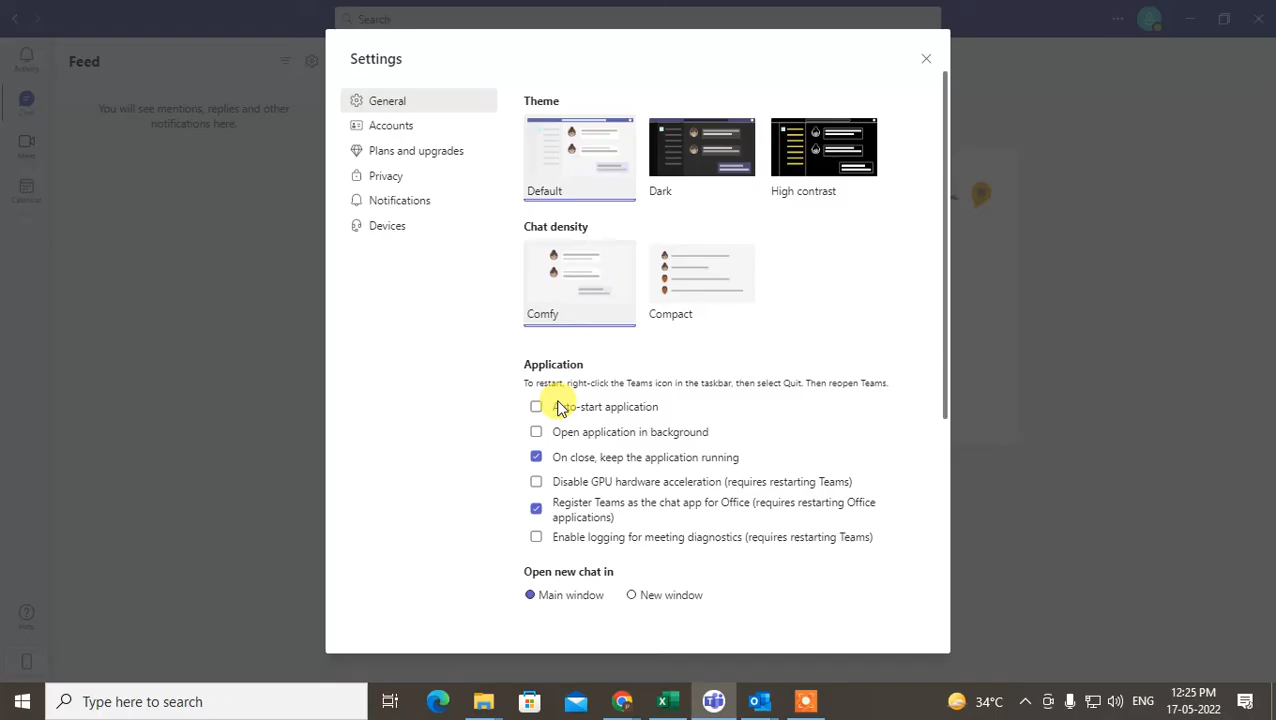 Search
Settings
Activity
Feed
You will see mentions, replies and other
notifications here.
Calendar
Help
General
Accounts
Plans and upgrades
Privacy
Notifications
Devices
Theme
Default
Dark
High contrast
Chat density
Comfy
Compact
Application
To restart, right-click the Teams icon in the taskbar, then select Quit. Then reopen Teams.
Auto-start application
Open application in background
On close, keep the application running
Disable GPU hardware acceleration (requires restarting Teams)
Register Teams as the chat app for Office (requires restarting Office
applications)
Enable logging for meeting diagnostics (requires restarting Teams)
Open new chat in
Main window
New window
Type here to search
34°C
ENG
12:25 PM
17-05-2022